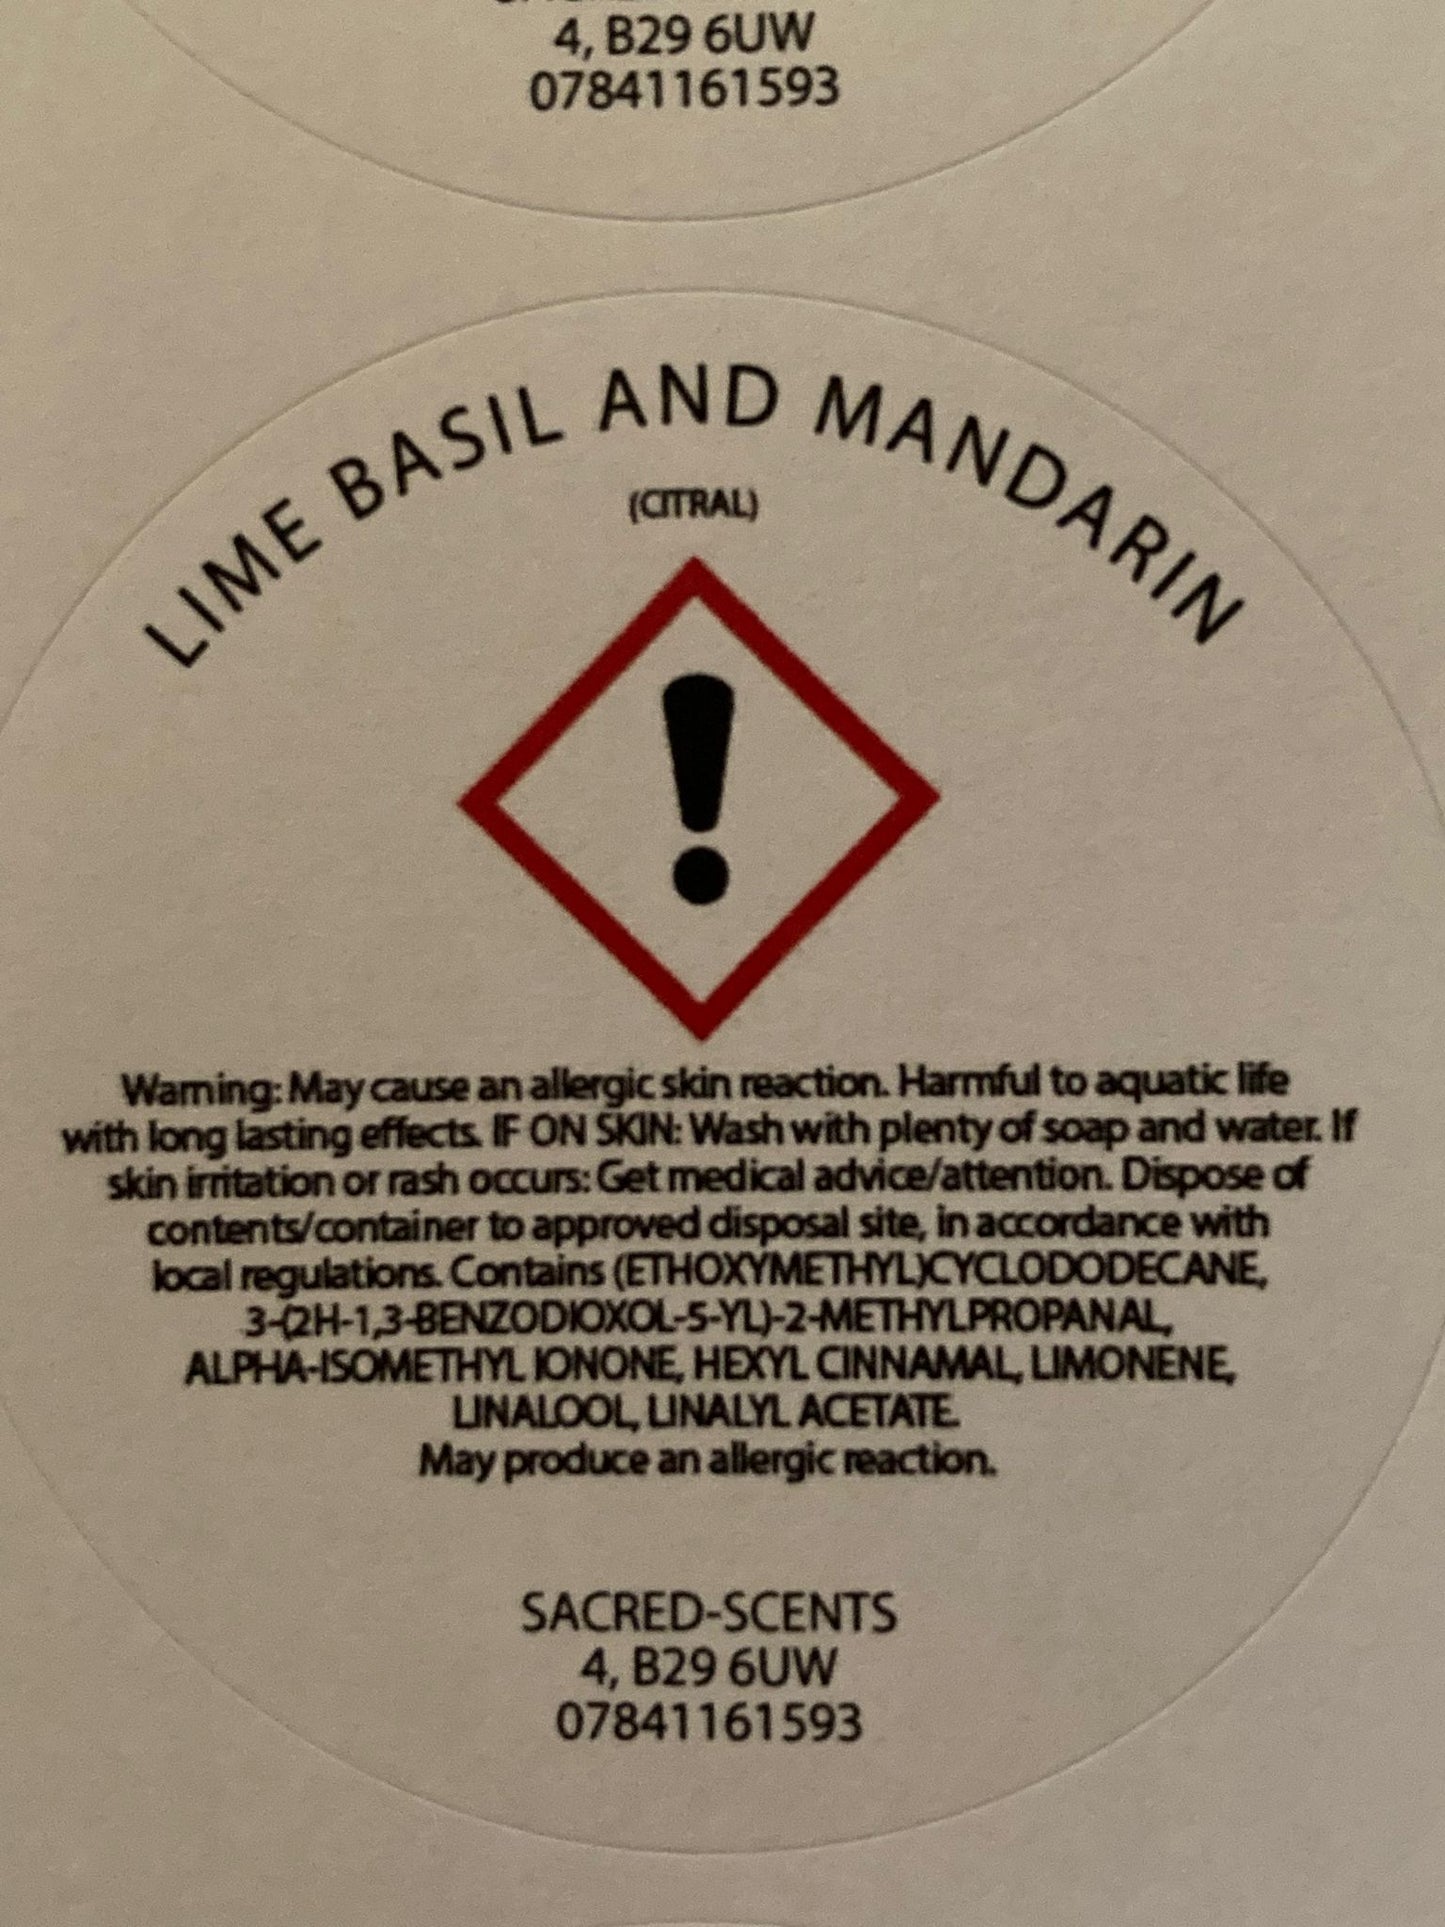 4, B29 6UW
07841161593
LIME BASIL AND MANDARIN
(CITRAL)
Warning: May cause an allergic skin reaction. Harmful to aquatic life
with long lasting effects. IF ON SKIN: Wash with plenty of soap and water. If
skin irritation or rash occurs: Get medical advice/attention. Dispose of
contents/container to approved disposal site, in accordance with
local regulations. Contains (ETHOXYMETHYL)CYCLODODECANE,
3-(2H-1,3-BENZODIOXOL-5-YL)-2-METHYLPROPANAL,
ALPHA-ISOMETHYL IONONE, HEXYL CINNAMAL, LIMONENE,
LINALOOL, LINALYL ACETATE.
May produce an allergic reaction.
SACRED-SCENTS
4, B29 6UW
07841161593